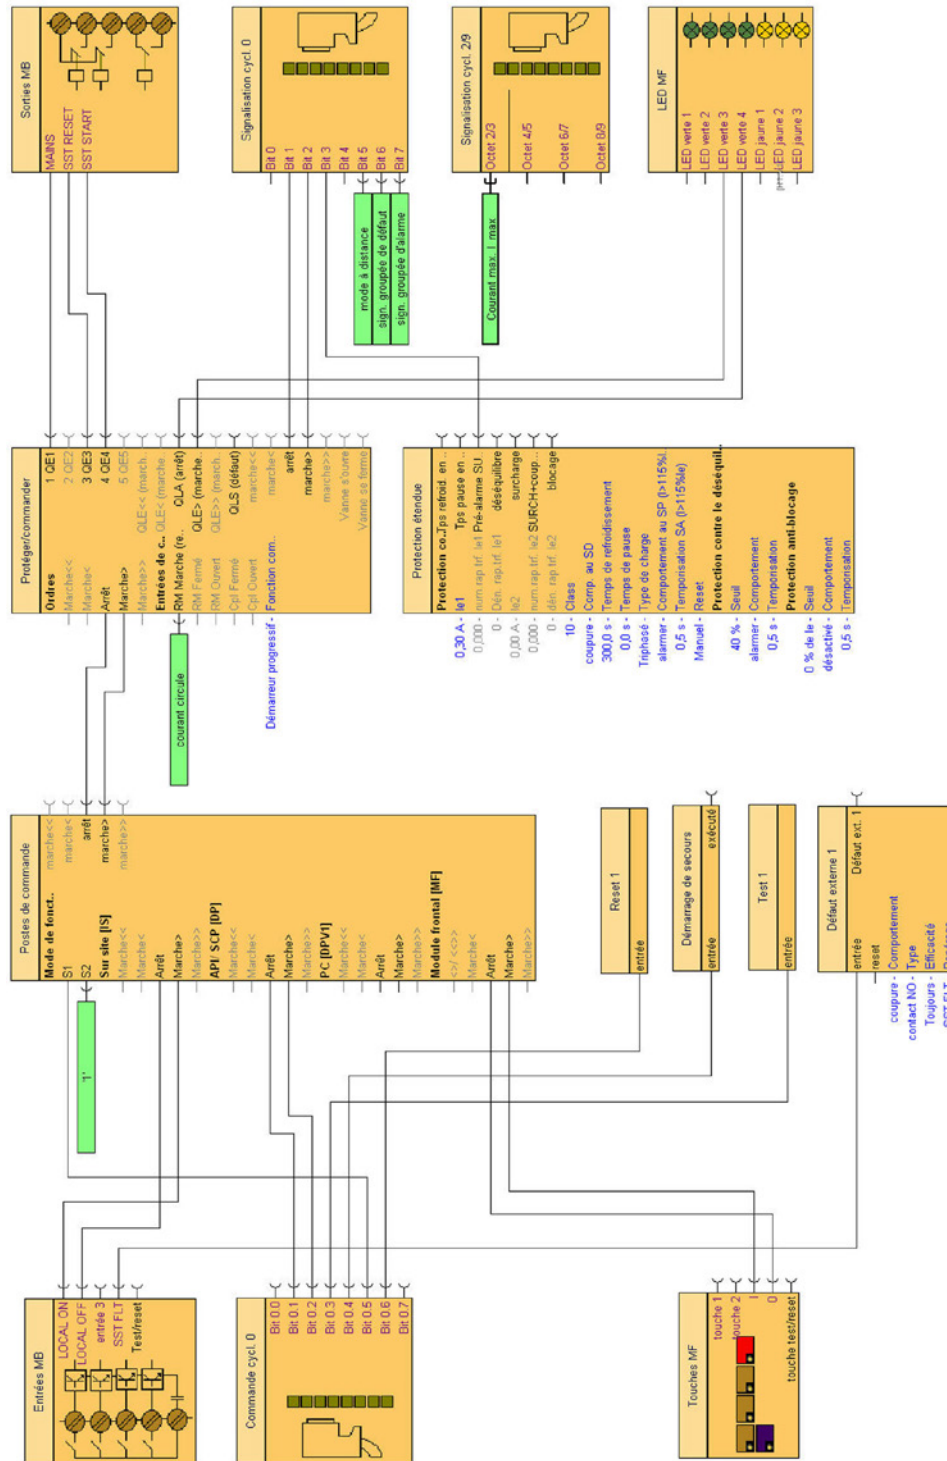 Entrées MB
LOCAL ON
LOCAL OFF
entrée 3
SST FLT
Test/reset
Commande cycl. 0
Bit 0.0
Bit 0.1
Bit 0.2
Bit 0.3
Bit 0.4
Bit 0.5
Bit 0.6
Bit 0.7
Touches MF
touche 1
touche 2
I
0
touche test/reset
'1'
Postes de commande
Mode de fonct..
marche<<
S1
marche<
S2
arrêt
Sur site [IS]
marche>
Marche<<
marche>>
Marche<
Arrêt
Marche>
Marche>>
API/ SCP [DP]
Marche<<
Marche<
Arrêt
Marche>
Marche>>
PC [DPV1]
Marche<<
Marche<
Arrêt
Marche>
Marche>>
Module frontal [MF]
<>/ <<>>
Marche<
Arrêt
Marche>
Marche>>
Reset 1
entrée
Démarrage de secours
entrée
exécuté
Test 1
entrée
Défaut externe 1
entrée
Défaut ext. 1
reset
coupure - Comportement
contact NO - Type
Toujours - Efficacité
courant circule
Protéger/commander
Ordres
1 QE1
Marche<<
2 QE2
Marche<
3 QE3
Arrêt
4 QE4
Marche>
5 QE5
Marche>>
QLE<< (march..
Entrées de c..
QLE< (marche..
RM Marche (re..
QLA (arrêt)
RM Fermé
QLE> (marche..
RM Ouvert
QLE>> (march..
Cpl Fermé
QLS (défaut)
Cpl Ouvert
marche<<
Démarreur progressif - Fonction com..
marche<
arrêt
marche>
marche>>
Vanne s'ouvre
Vanne se ferme
Protection étendue
Protection co..
Tps refroid. en ..
0,30 A - Ie1
Tps pause en ..
0,000 - num.rap.trf. Ie1
Pré-alarme SU..
0 - Dén. rap.trf. Ie1
déséquilibre
0,00 A - Ie2
surcharge
0,000 - num.rap.trf. Ie2
SURCH+coup...
0 - dén. rap.trf. Ie2
blocage
10 - Class
coupure - Comp. au SD
300,0 s - Temps de refroidissement
0,0 s - Temps de pause
Triphasé - Type de charge
alarmer - Comportement au SP (I>115%I..
0,5 s - Temporisation SA (I>115%Ie)
Manuel - Reset
Protection contre le déséquil..
40 % - Seuil
alarmer - Comportement
0,5 s - Temporisation
Protection anti-blocage
0 % de Ie - Seuil
désactivé - Comportement
0,5 s - Temporisation
Sorties MB
MAINS
SST RESET
SST START
Signalisation cycl. 0
Bit 0
Bit 1
Bit 2
Bit 3
Bit 4
Bit 5
Bit 6
Bit 7
mode à distance
sign. groupée de défaut
sign. groupée d'alarme
Signalisation cycl. 2/9
Octet 2/3
Octet 4/5
Octet 6/7
Octet 8/9
Courant max. I_max
LED MF
LED verte 1
LED verte 2
LED verte 3
LED verte 4
LED jaune 1
LED jaune 2
LED jaune 3